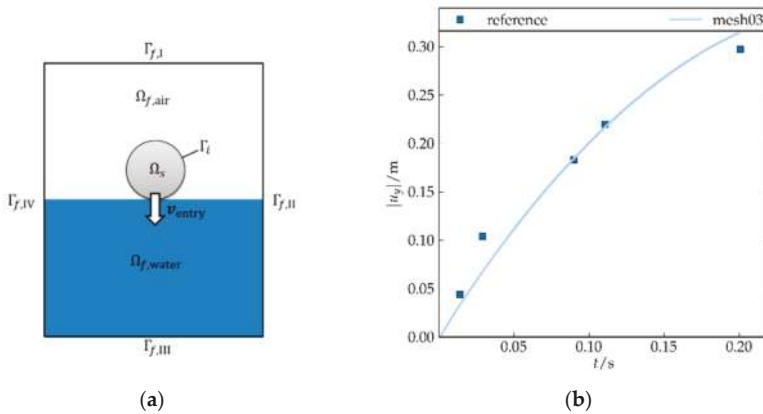 Γf,I
Ωf,air
Γi
Ωs
Γf,IV
Γf,II
ventry
Ωf,water
Γf,III
(a)
reference
mesh03
0.30
0.25
0.20
0.15
0.10
0.05
0.00
|uy|/m
0.05 0.10 0.15 0.20
t/s
(b)